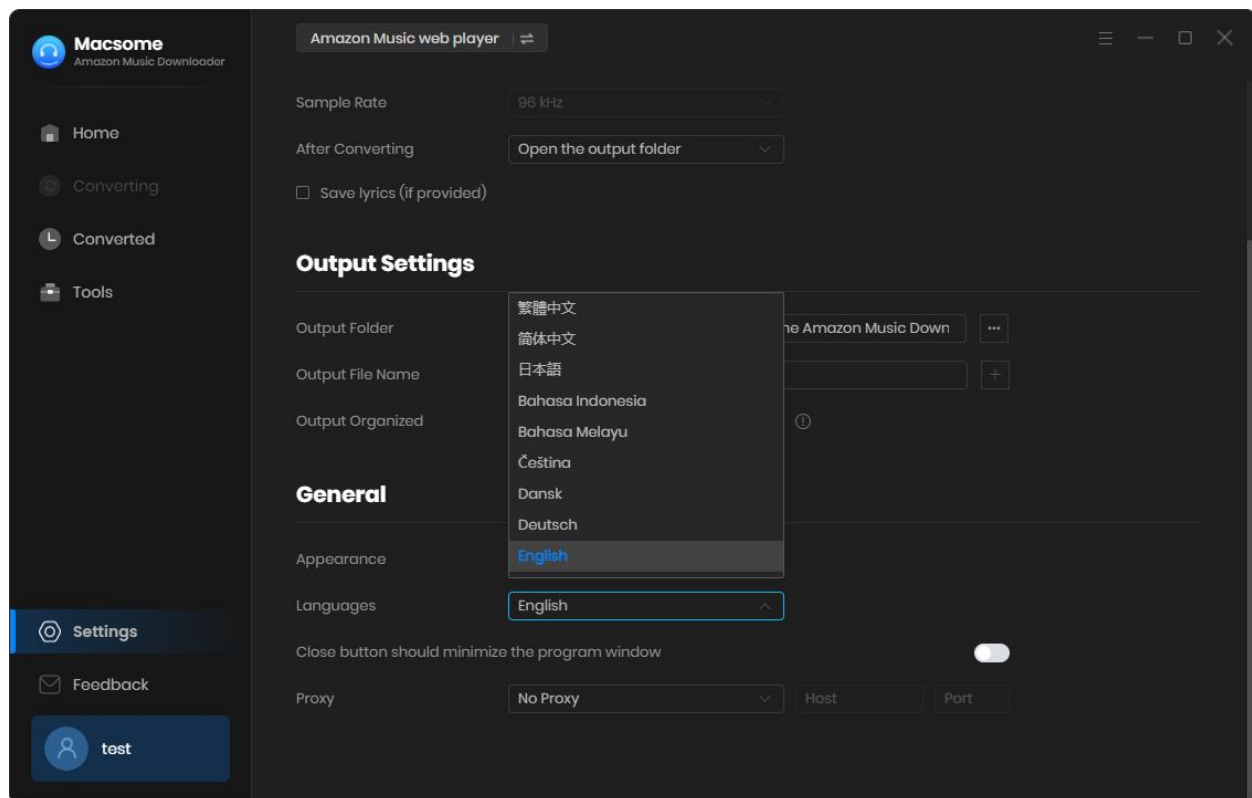 Macsome
Amazon Music Downloader
Home
Converting
Converted
Tools
Settings
Feedback
test
Amazon Music web player
Sample Rate 96 kHz
After Converting Open the output folder
Save lyrics (if provided)
Output Settings
Output Folder ne Amazon Music Down ...
Output File Name +
Output Organized
繁體中文
简体中文
日本語
Bahasa Indonesia
Bahasa Melayu
Čeština
Dansk
Deutsch
English
General
Appearance
Languages English
Close button should minimize the program window
Proxy No Proxy Host Port